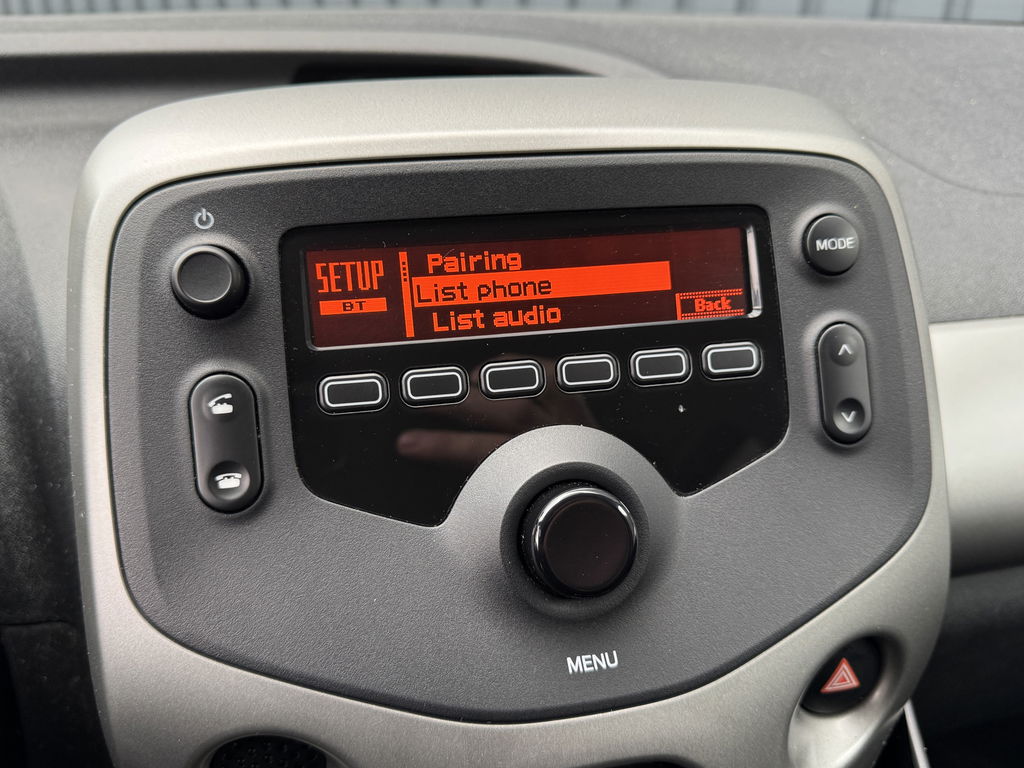 MODE
SETUP
BT
Pairing
List phone
List audio
Back
MENU